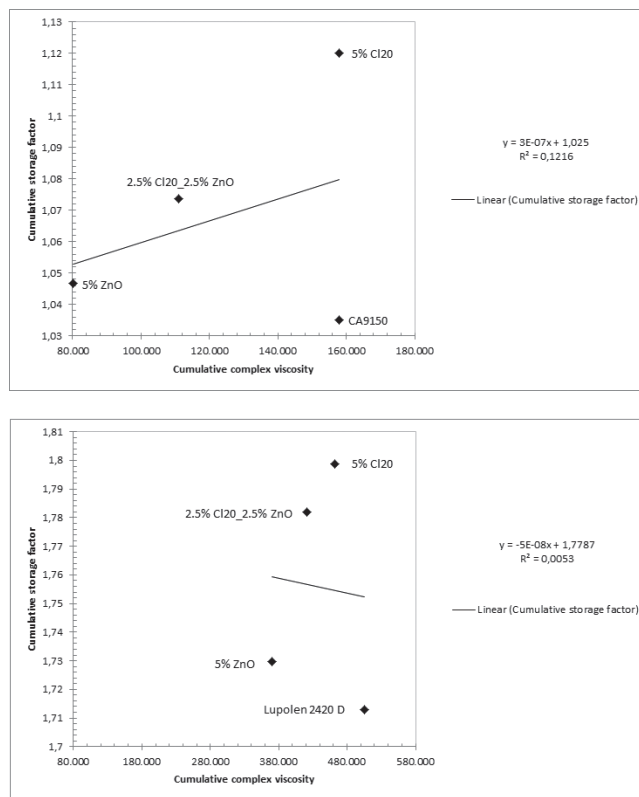 1,13
1,12
1,11
1,1
1,09
1,08
1,07
1,06
1,05
1,04
1,03
Cumulative storage factor
5% Cl20
2.5% Cl20_2.5% ZnO
5% ZnO
CA9150
80.000 100.000 120.000 140.000 160.000 180.000
Cumulative complex viscosity
y = 3E-07x + 1,025
R² = 0,1216
Linear (Cumulative storage factor)
1,81
1,8
1,79
1,78
1,77
1,76
1,75
1,74
1,73
1,72
1,71
1,7
Cumulative storage factor
5% Cl20
2.5% Cl20_2.5% ZnO
5% ZnO
Lupolen 2420 D
80.000 180.000 280.000 380.000 480.000 580.000
Cumulative complex viscosity
y = -5E-08x + 1,7787
R² = 0,0053
Linear (Cumulative storage factor)